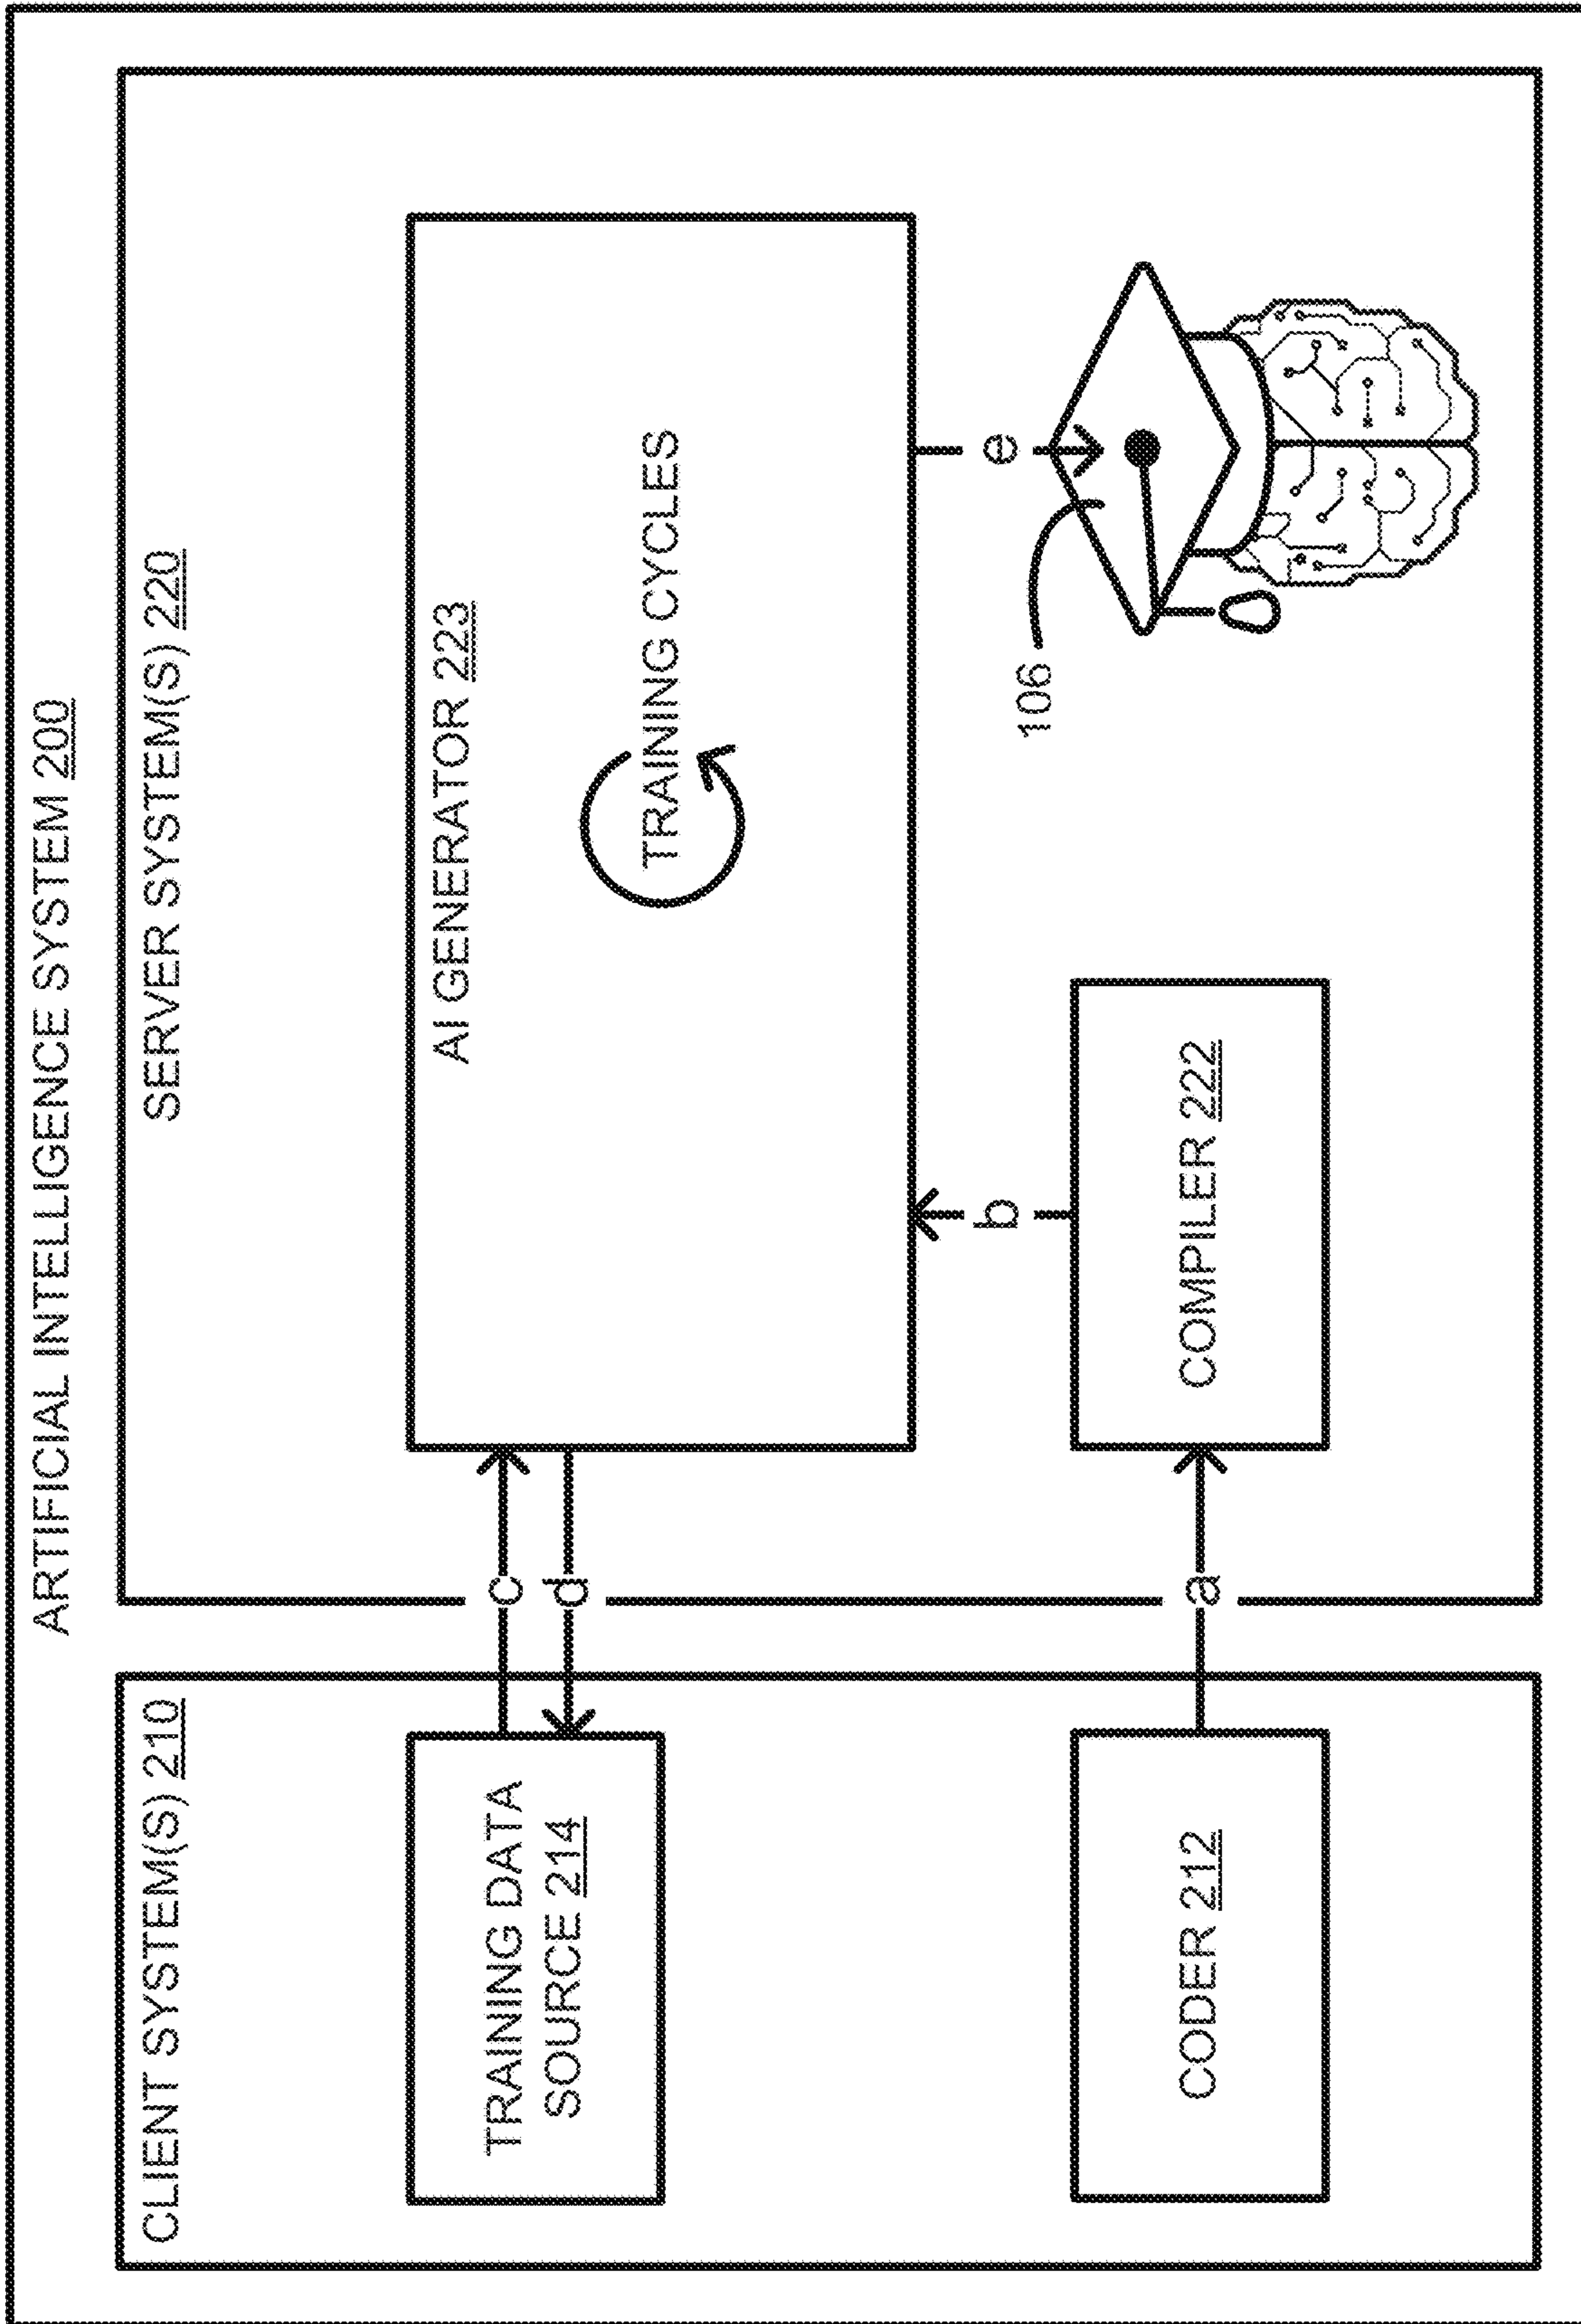 ARTIFICIAL INTELLIGENCE SYSTEM 200
CLIENT SYSTEM(S) 210
TRAINING DATA
SOURCE 214
CODER 212
c
d
a
SERVER SYSTEM(S) 220
AI GENERATOR 223
TRAINING CYCLES
b
COMPILER 222
e
106